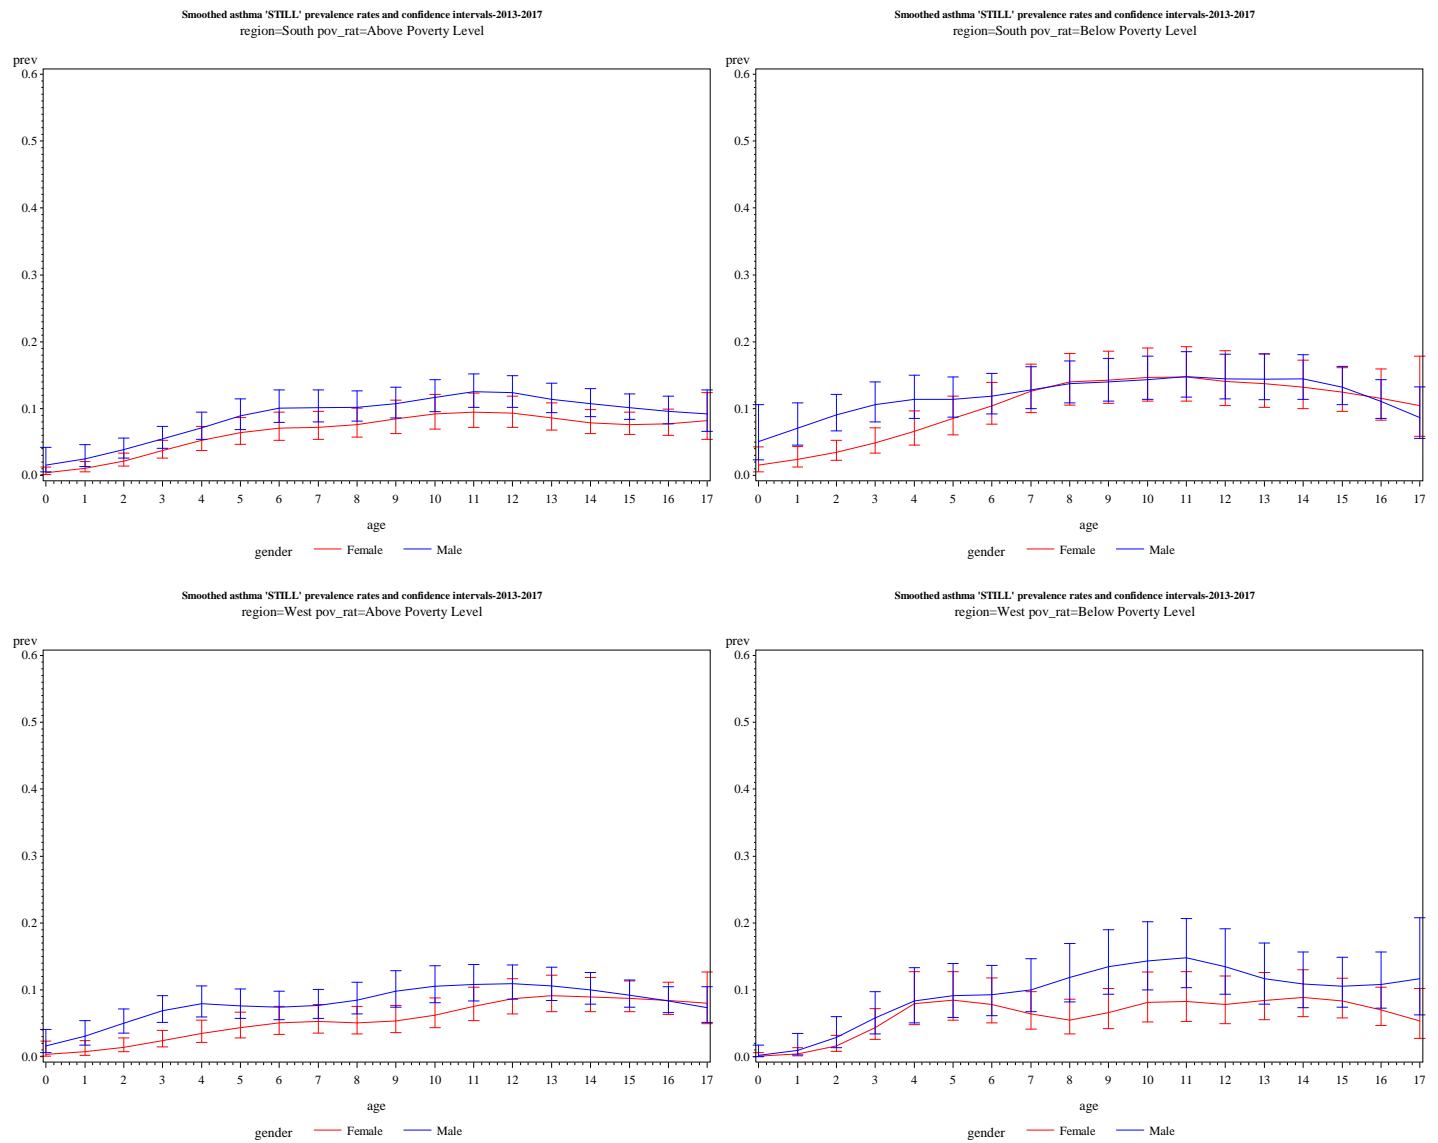 Smoothed asthma 'STILL' prevalence rates and confidence intervals-2013-2017
region=South pov_rat=Above Poverty Level
prev
0.6
0.5
0.4
0.3
0.2
0.1
0.0
0 1 2 3 4 5 6 7 8 9 10 11 12 13 14 15 16 17
age
gender Female Male
Smoothed asthma 'STILL' prevalence rates and confidence intervals-2013-2017
region=South pov_rat=Below Poverty Level
prev
0.6
0.5
0.4
0.3
0.2
0.1
0.0
0 1 2 3 4 5 6 7 8 9 10 11 12 13 14 15 16 17
age
gender Female Male
Smoothed asthma 'STILL' prevalence rates and confidence intervals-2013-2017
region=West pov_rat=Above Poverty Level
prev
0.6
0.5
0.4
0.3
0.2
0.1
0.0
0 1 2 3 4 5 6 7 8 9 10 11 12 13 14 15 16 17
age
gender Female Male
Smoothed asthma 'STILL' prevalence rates and confidence intervals-2013-2017
region=West pov_rat=Below Poverty Level
prev
0.6
0.5
0.4
0.3
0.2
0.1
0.0
0 1 2 3 4 5 6 7 8 9 10 11 12 13 14 15 16 17
age
gender Female Male